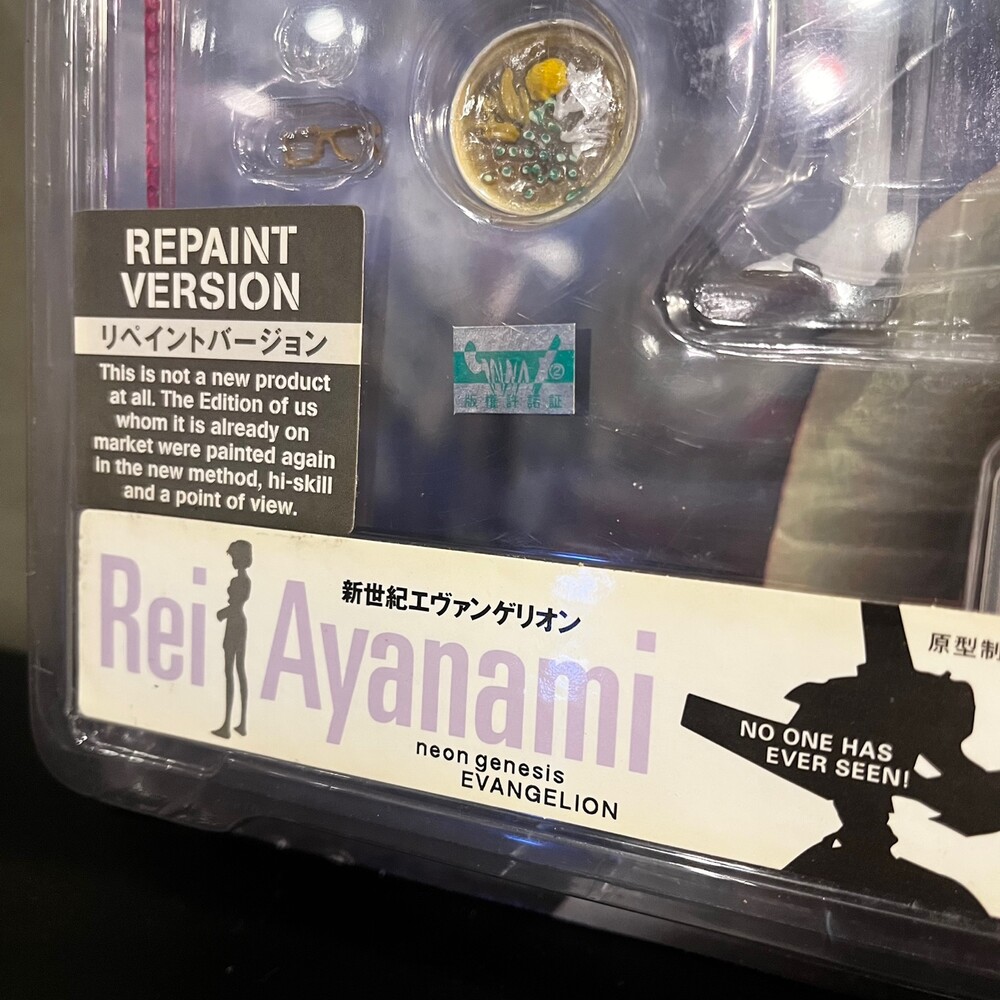 REPAINT
VERSION
リペイントバージョン
This is not a new product
at all. The Edition of us
whom it is already on
market were painted again
in the new method, hi-skill
and a point of view.
版権許諾証
Rei Ayanami
新世紀エヴァンゲリオン
neon genesis
EVANGELION
原型制
NO ONE HAS
EVER SEEN!